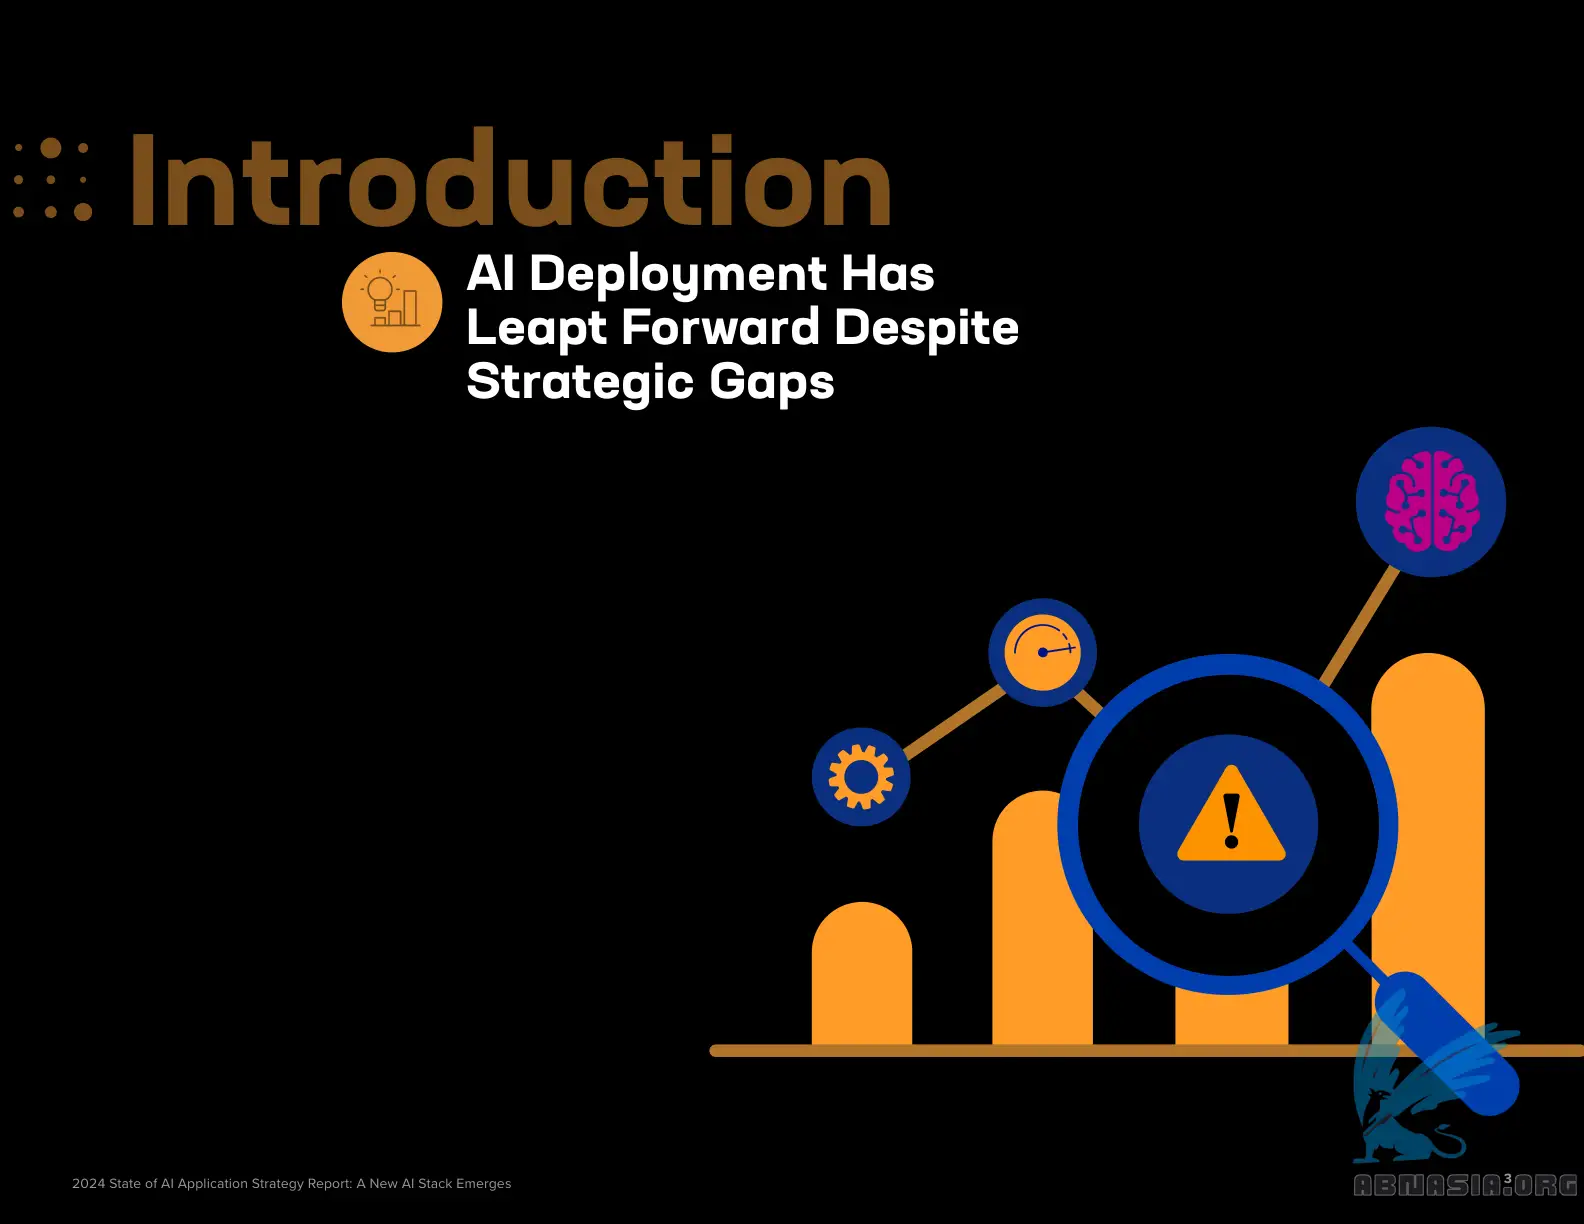 Introduction
AI Deployment Has
Leapt Forward Despite
Strategic Gaps
2024 State of AI Application Strategy Report: A New AI Stack Emerges
3
ABNASIA.ORG